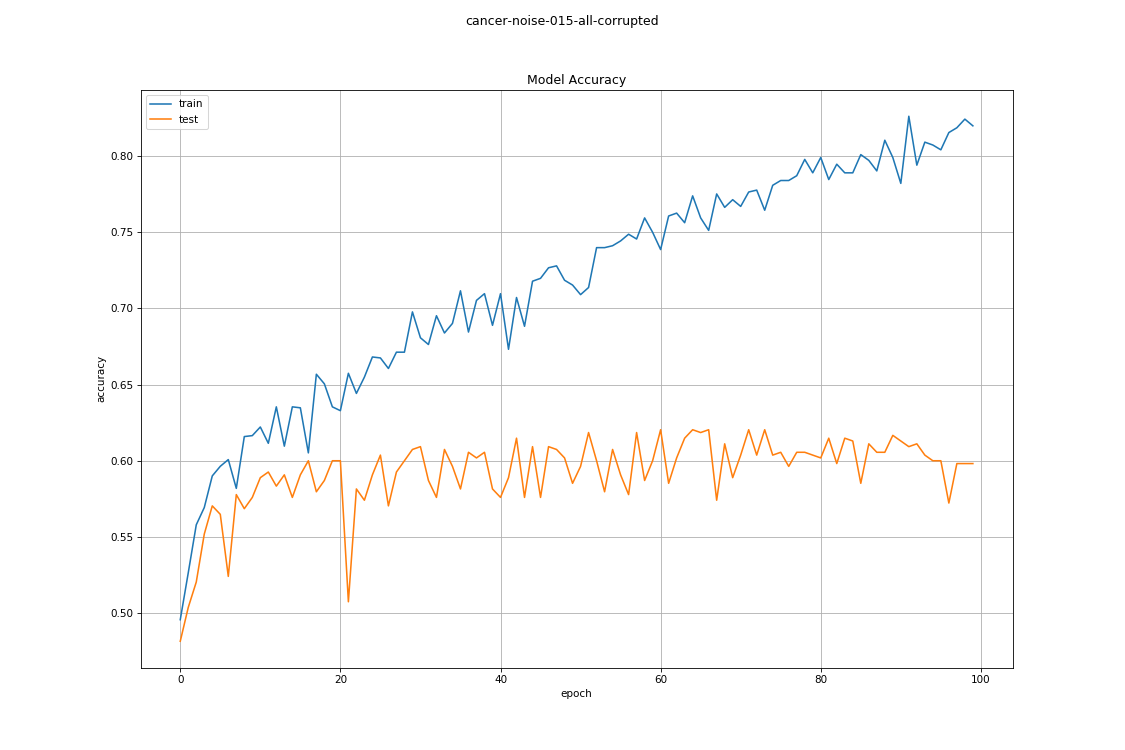 cancer-noise-015-all-corrupted
Model Accuracy
train
test
0.80
0.75
0.70
0.65
0.60
0.55
0.50
accuracy
0 20 40 60 80 100
epoch